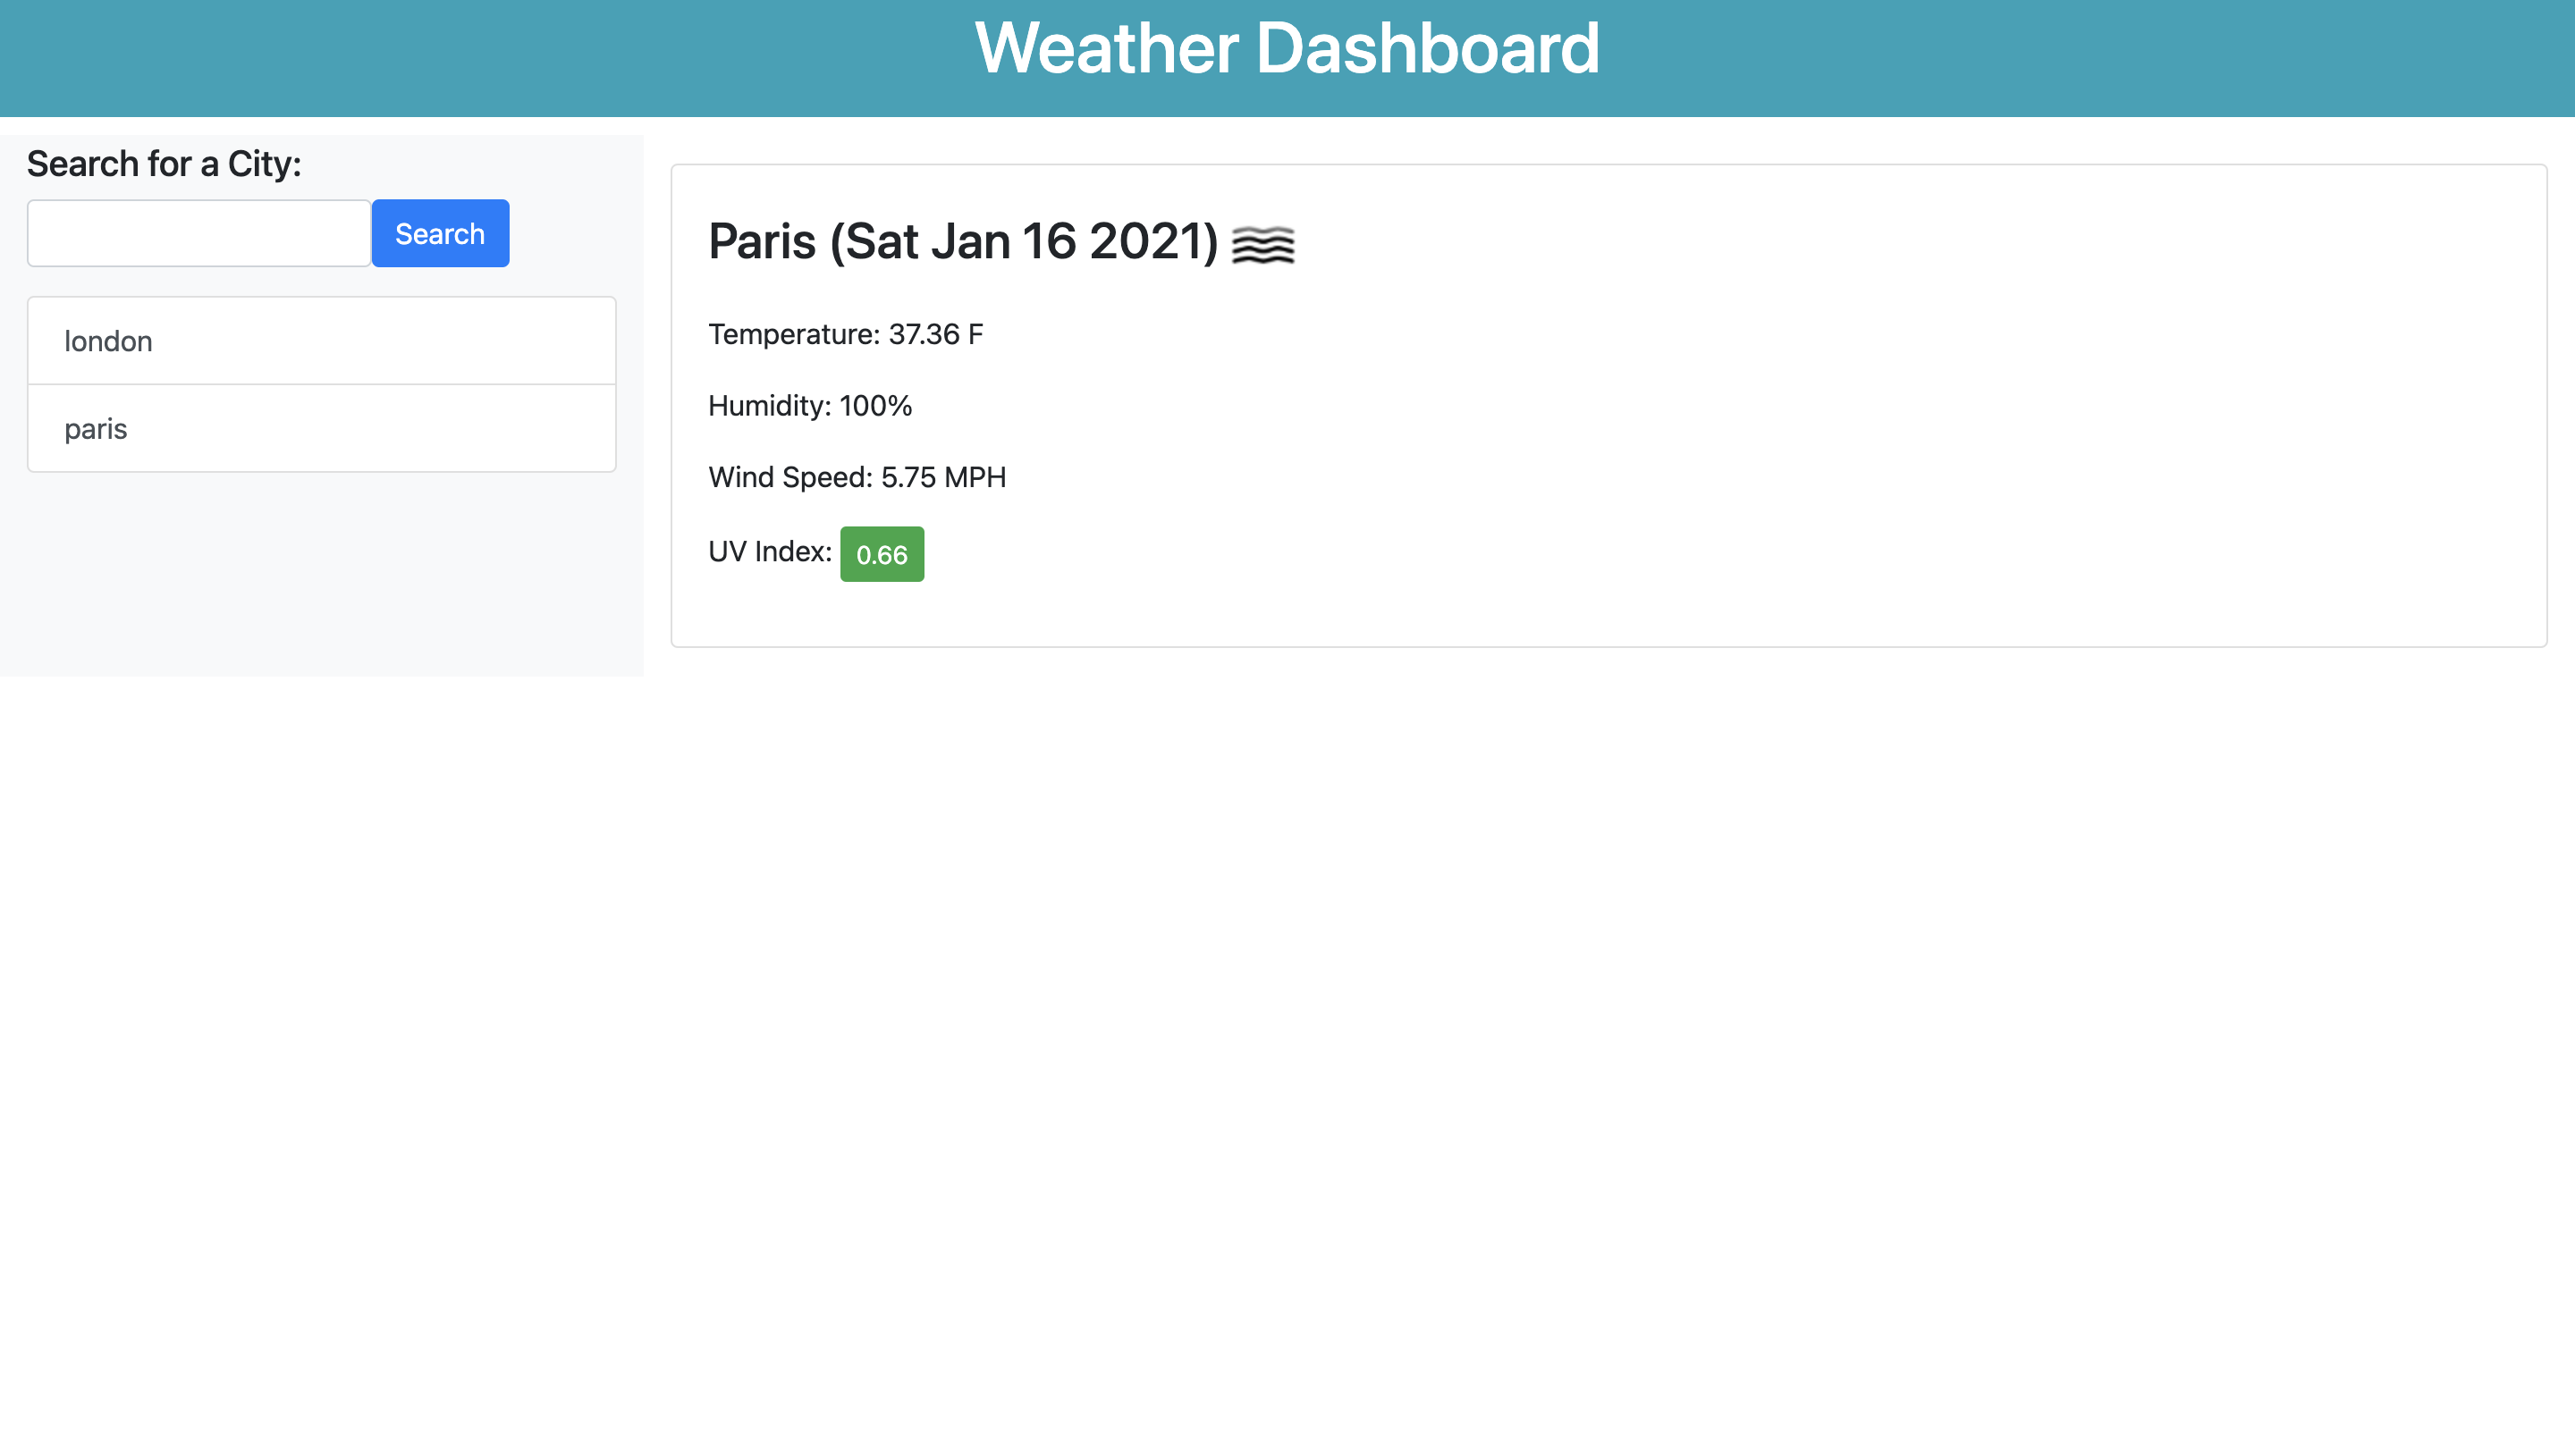 Weather Dashboard
Search for a City:
Search
london
paris
Paris (Sat Jan 16 2021)
Temperature: 37.36 F
Humidity: 100%
Wind Speed: 5.75 MPH
UV Index: 0.66